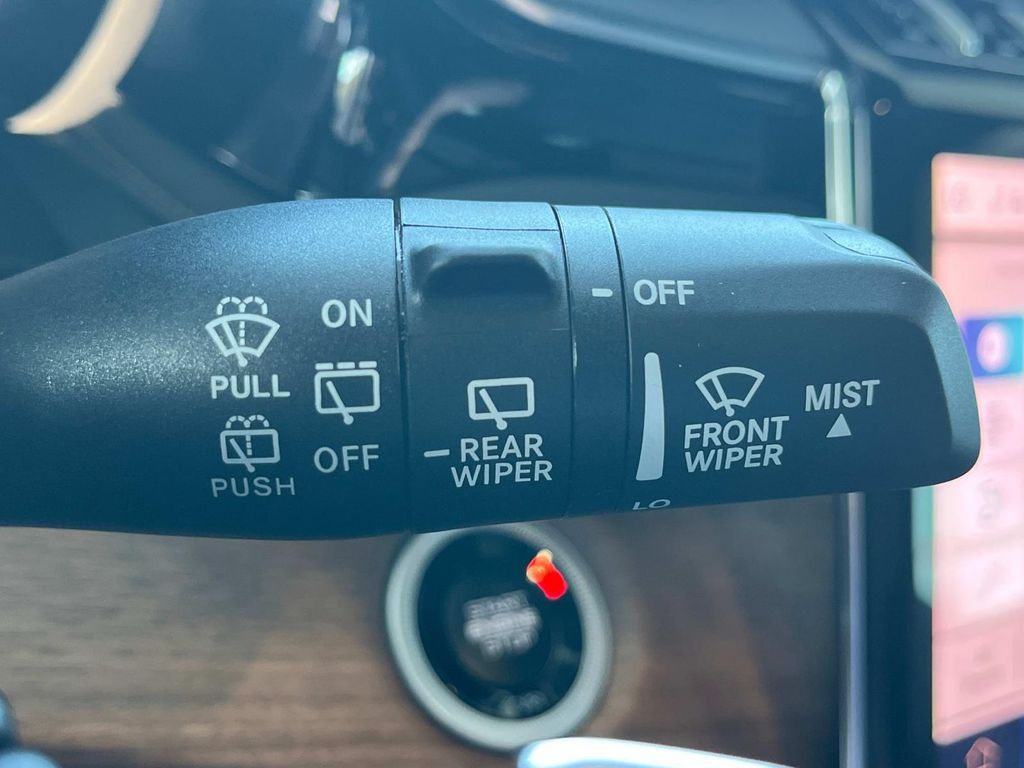 ON
OFF
PULL
PUSH
OFF
REAR
WIPER
FRONT
WIPER
MIST
LO